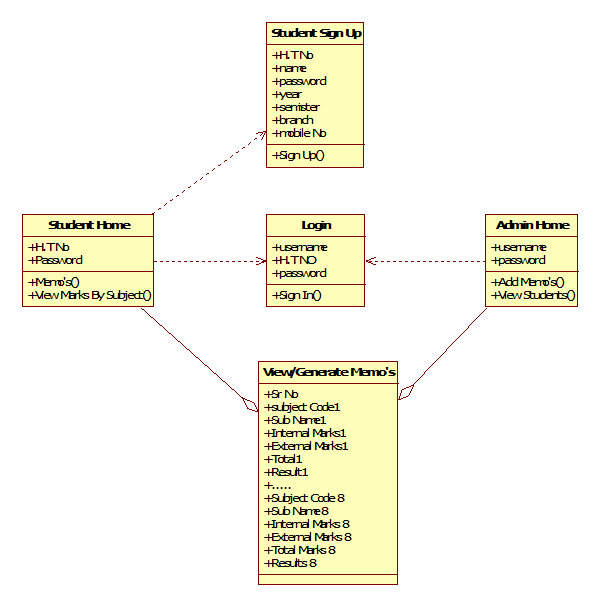 Student Sign Up
+H.T No
+name
+password
+year
+semister
+branch
+mobile No
+Sign Up()
Student Home
+H.T No
+Password
+Memo's()
+View Marks By Subject()
Login
+username
+H.T NO
+password
+Sign In()
Admin Home
+username
+password
+Add Memo's()
+View Students()
View/Generate Memo's
+Sr No
+subject Code1
+Sub Name1
+Internal Marks1
+External Marks1
+Total1
+Result1
+.....
+Subject Code 8
+Sub Name 8
+Internal Marks 8
+External Marks 8
+Total Marks 8
+Results 8